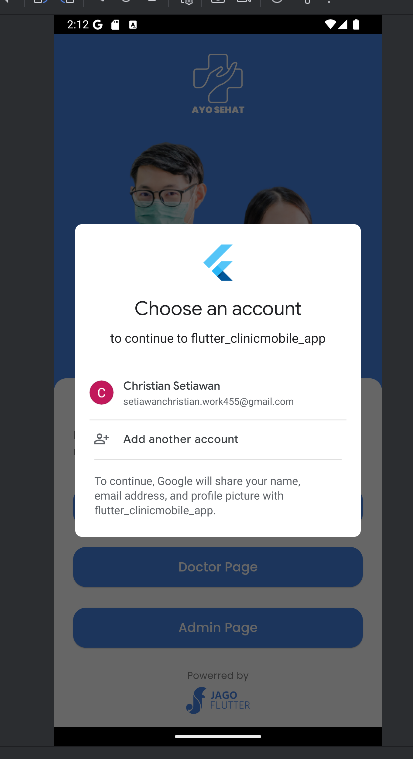 2:12
AYO SEHAT
Choose an account
to continue to flutter_clinicmobile_app
C
Christian Setiawan
setiawanchristian.work455@gmail.com
Add another account
To continue, Google will share your name,
email address, and profile picture with
flutter_clinicmobile_app.
Doctor Page
Admin Page
Powerred by
JAGO
FLUTTER